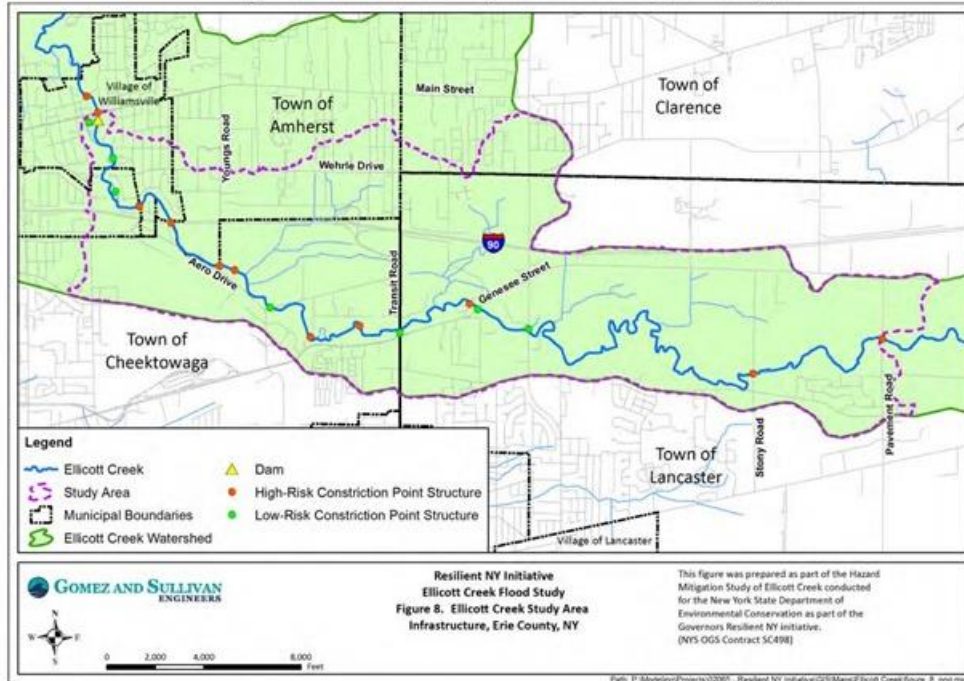 Village of
Williamsville
Town of
Amherst
Main Street
Town of
Clarence
Youngs Road
Wehrle Drive
90
Aero Drive
Transit Road
Genesee Street
Town of
Cheektowaga
Stony Road
Pavement Road
Town of
Lancaster
Village of Lancaster
Legend
Ellicott Creek
Study Area
Municipal Boundaries
Ellicott Creek Watershed
Dam
High-Risk Constriction Point Structure
Low-Risk Constriction Point Structure
GOMEZ AND SULLIVAN
ENGINEERS
N
W
E
S
0 2,000 4,000 8,000
Feet
Resilient NY Initiative
Ellicott Creek Flood Study
Figure 8. Ellicott Creek Study Area
Infrastructure, Erie County, NY
This figure was prepared as part of the Hazard
Mitigation Study of Ellicott Creek conducted
for the New York State Department of
Environmental Conservation as part of the
Governors Resilient NY initiative.
(NYS OGS Contract SC498)